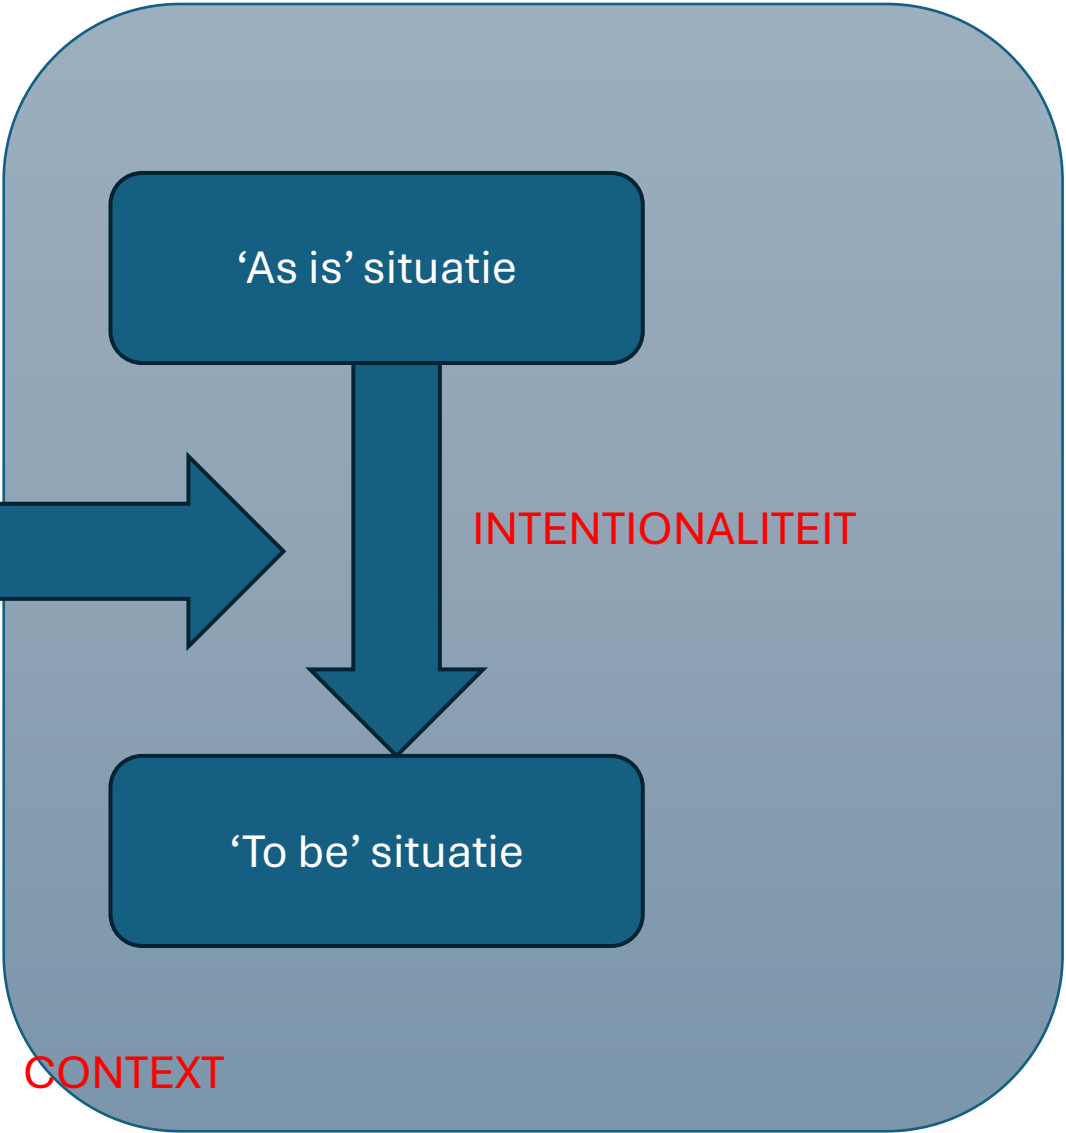 ‘As is’ situatie
INTENTIONALITEIT
‘To be’ situatie
CONTEXT